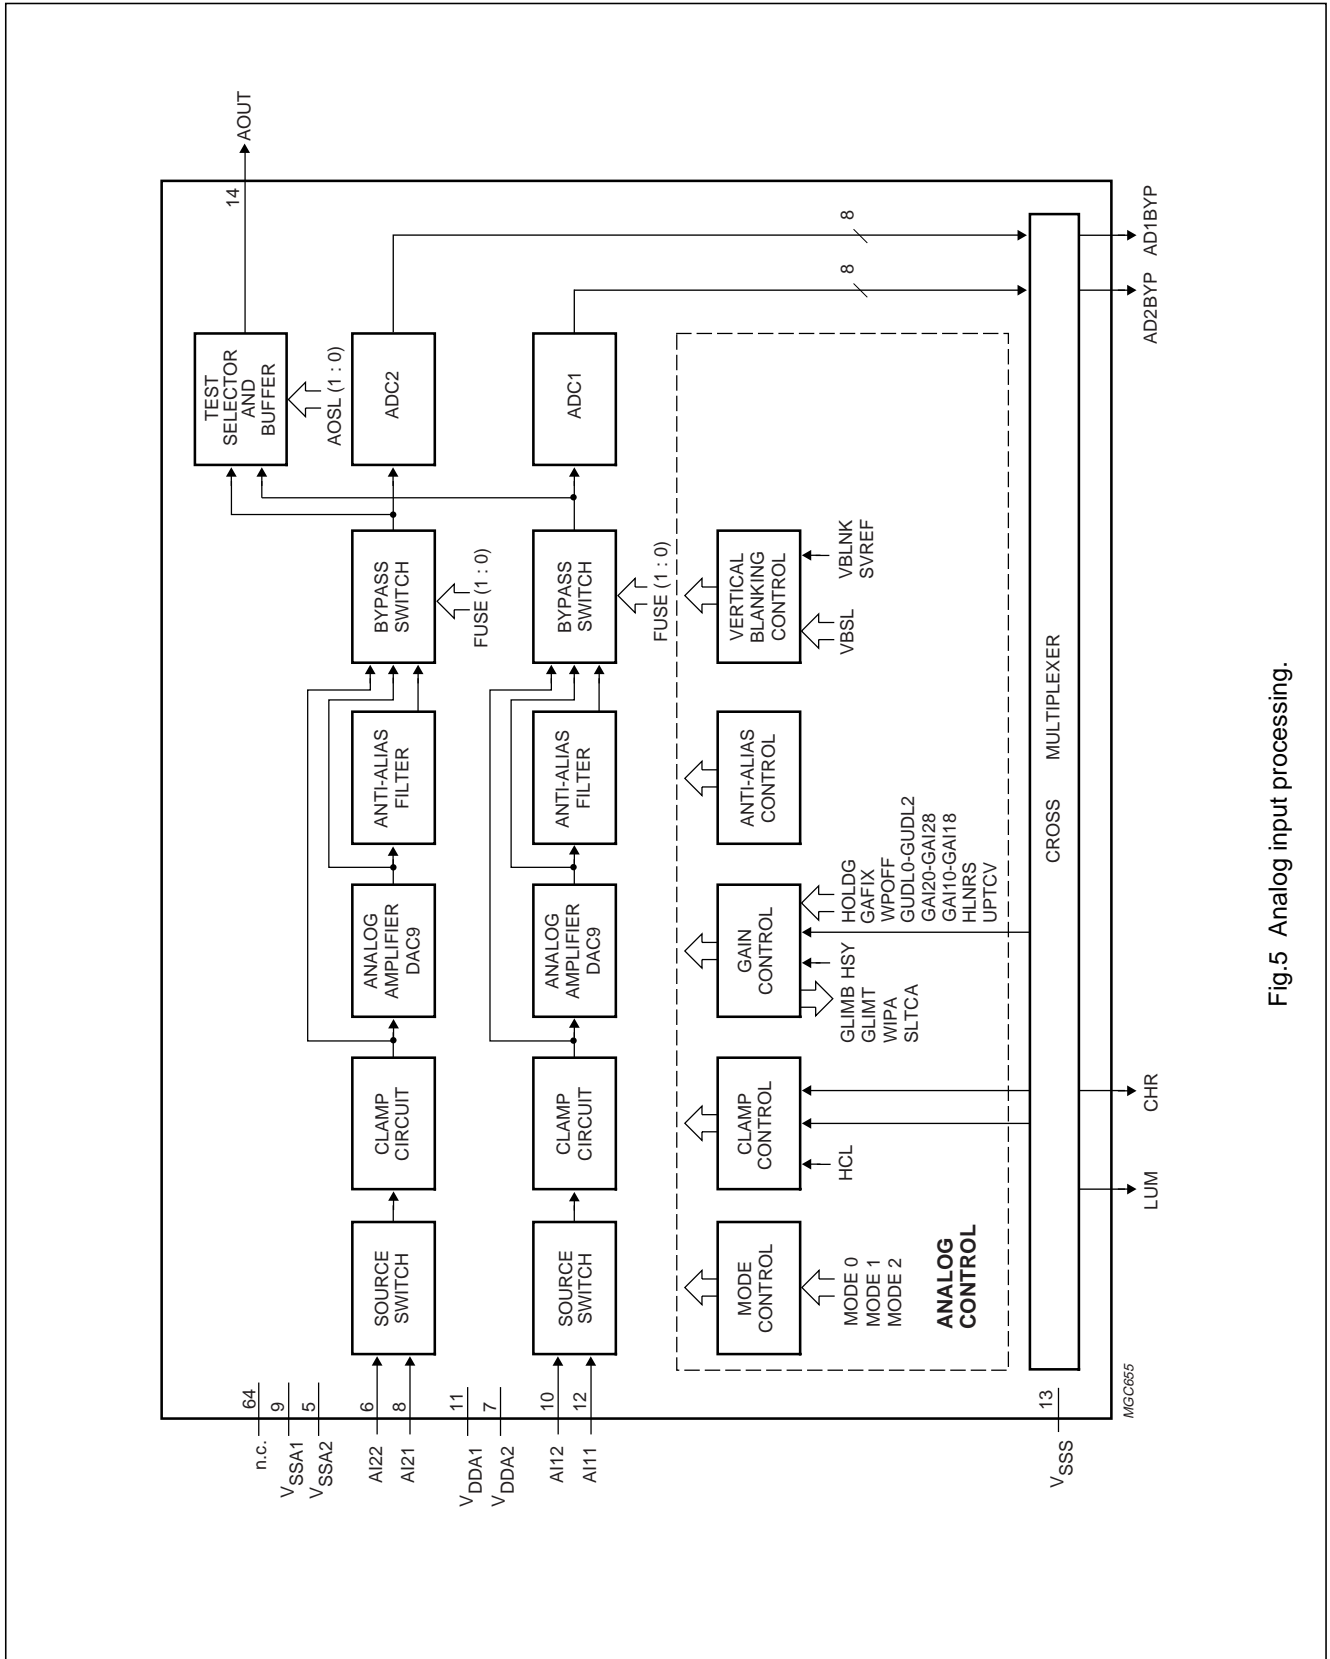 14
AOUT
TEST
SELECTOR
AND
BUFFER
AOSL (1 : 0)
n.c.
64
VSSA1
9
VSSA2
5
AI22
6
AI21
8
SOURCE
SWITCH
CLAMP
CIRCUIT
ANALOG
AMPLIFIER
DAC9
ANTI-ALIAS
FILTER
BYPASS
SWITCH
FUSE (1 : 0)
ADC2
8
VDDA1
11
VDDA2
7
AI12
10
AI11
12
SOURCE
SWITCH
CLAMP
CIRCUIT
ANALOG
AMPLIFIER
DAC9
ANTI-ALIAS
FILTER
BYPASS
SWITCH
FUSE (1 : 0)
ADC1
8
MODE
CONTROL
MODE 0
MODE 1
MODE 2
ANALOG
CONTROL
CLAMP
CONTROL
HCL
GAIN
CONTROL
GLIMB
GLIMT
WIPA
SLTCA
HSY
HOLDG
GAFIX
WPOFF
GUDL0-GUDL2
GAI20-GAI28
GAI10-GAI18
HLNRS
UPTCV
ANTI-ALIAS
CONTROL
VERTICAL
BLANKING
CONTROL
VBSL
VBLNK
SVREF
CROSS MULTIPLEXER
VSSS
13
MGC655
LUM
CHR
AD2BYP
AD1BYP
Fig.5 Analog input processing.